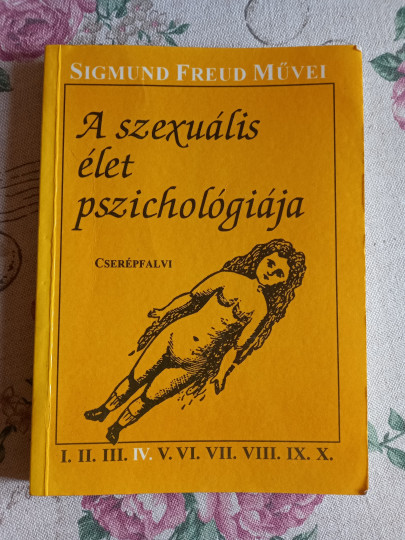 SIGMUND FREUD MŰVEI
A szexuális
élet
pszichológiája
CSERÉPFALVI
I. II. III. IV. V. VI. VII. VIII. IX. X.